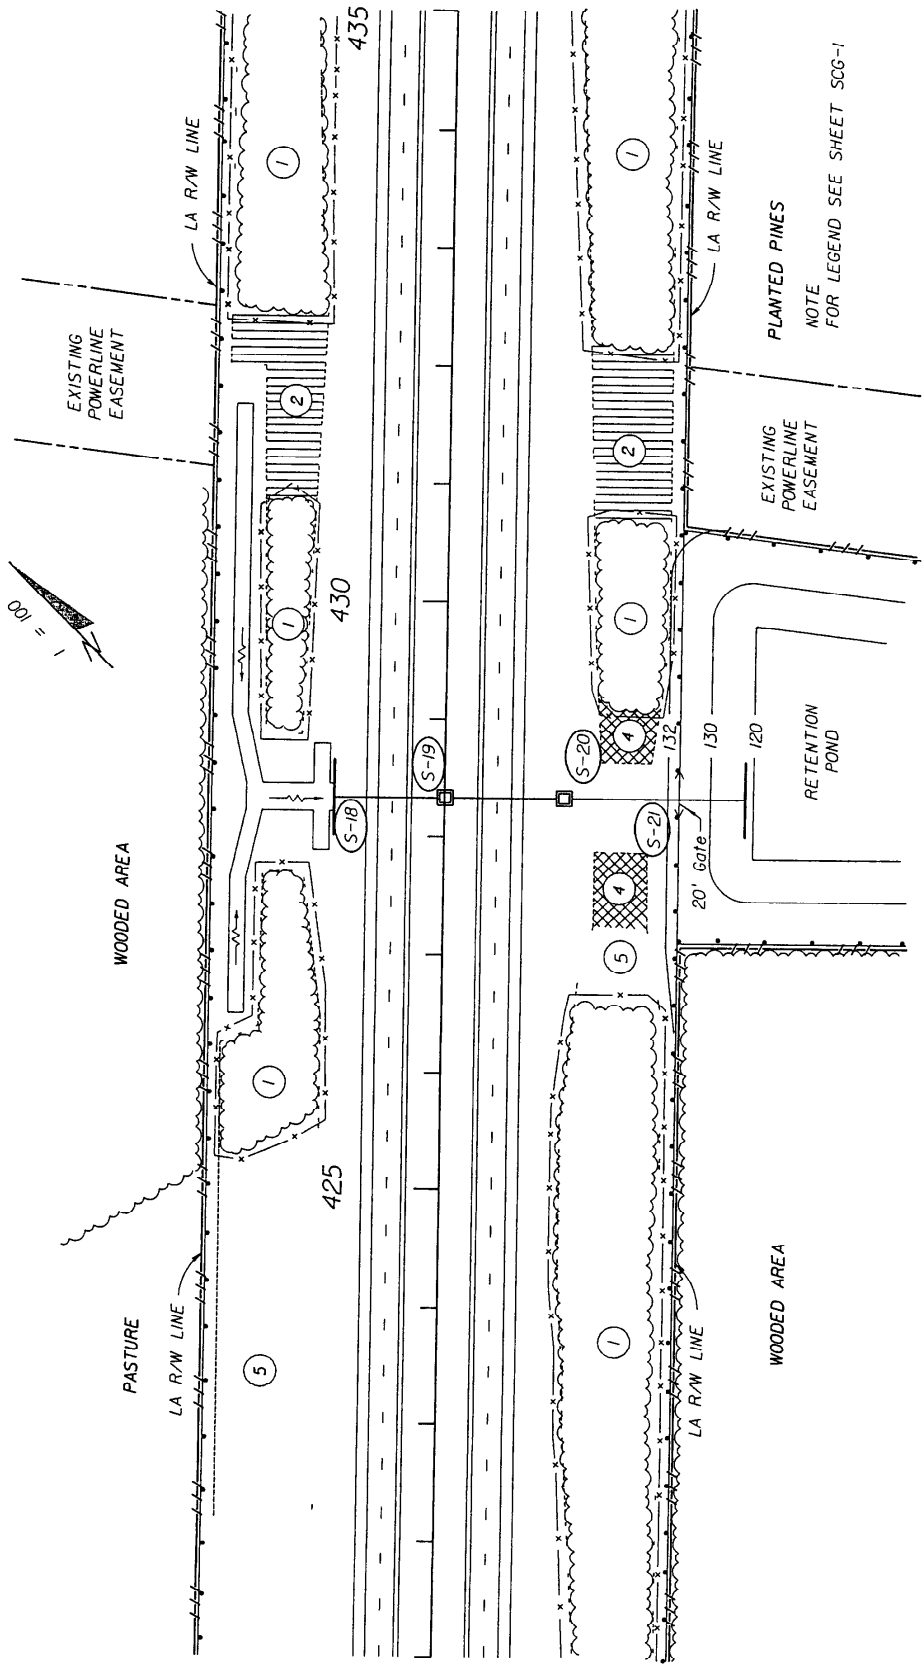 PASTURE
LA R/W LINE
5
425
1
WOODED AREA
S-18
1
430
1 = 100
N
EXISTING
POWERLINE
EASEMENT
2
LA R/W LINE
1
435
S-19
S-20
S-21
1
5
4
4
1
2
1
LA R/W LINE
WOODED AREA
20' Gate
132
130
120
RETENTION
POND
EXISTING
POWERLINE
EASEMENT
LA R/W LINE
PLANTED PINES
NOTE
FOR LEGEND SEE SHEET SCG-1